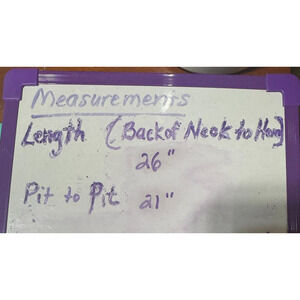 Measurements
Length (Back of Neck to Hem)
26"
Pit to Pit 21"